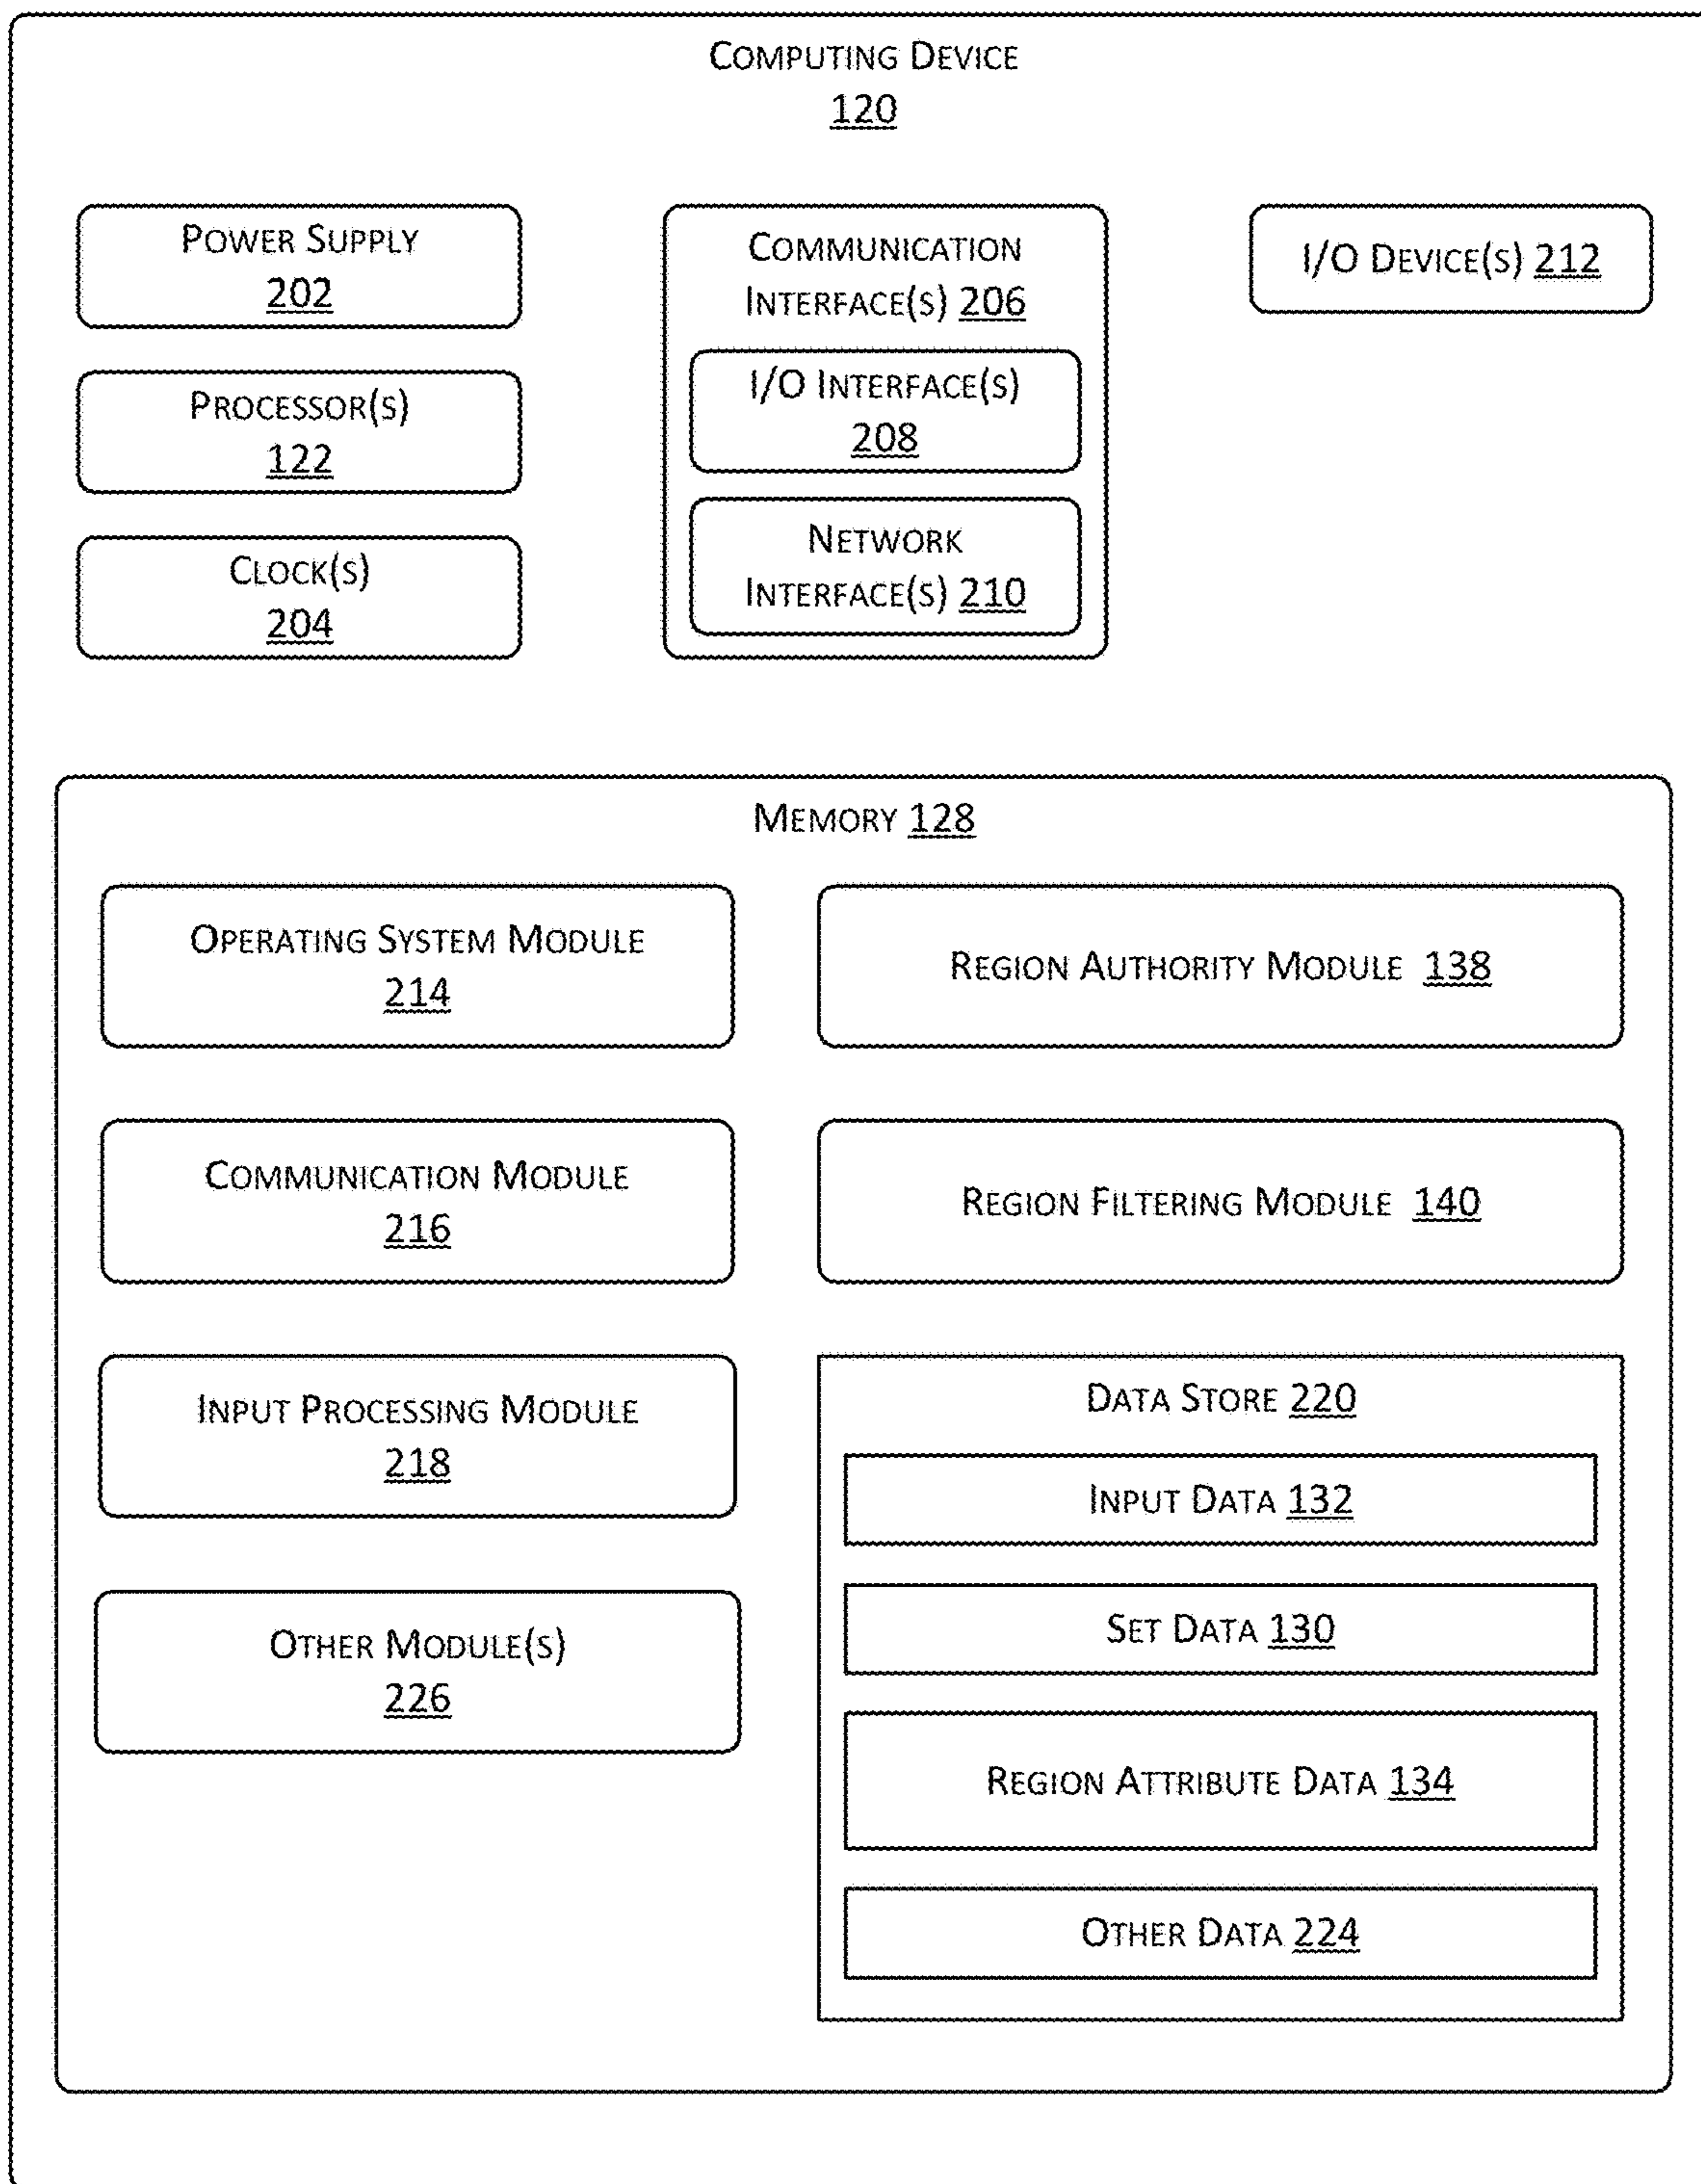 COMPUTING DEVICE
120
POWER SUPPLY
202
PROCESSOR(S)
122
CLOCK(S)
204
COMMUNICATION
INTERFACE(S) 206
I/O INTERFACE(S)
208
NETWORK
INTERFACE(S) 210
I/O DEVICE(S) 212
MEMORY 128
OPERATING SYSTEM MODULE
214
COMMUNICATION MODULE
216
INPUT PROCESSING MODULE
218
OTHER MODULE(S)
226
REGION AUTHORITY MODULE 138
REGION FILTERING MODULE 140
DATA STORE 220
INPUT DATA 132
SET DATA 130
REGION ATTRIBUTE DATA 134
OTHER DATA 224